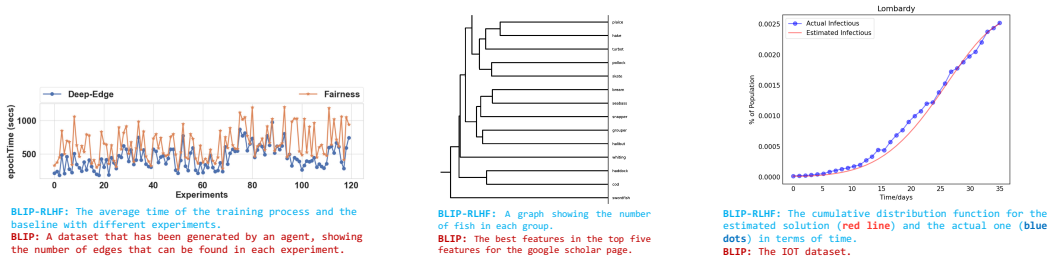 Deep-Edge
Fairness
epochTime (secs)
1000
500
0
20
40
60
80
100
120
Experiments
BLIP-RLHF: The average time of the training process and the
baseline with different experiments.
BLIP: A dataset that has been generated by an agent, showing
the number of edges that can be found in each experiment.
plaice
hake
turbot
pollock
skate
bream
seabass
snapper
grouper
halibut
whiting
haddock
cod
swordfish
BLIP-RLHF: A graph showing the number
of fish in each group.
BLIP: The best features in the top five
features for the google scholar page.
Lombardy
Actual Infectious
Estimated Infectious
% of Population
0.0025
0.0020
0.0015
0.0010
0.0005
0.0000
0
5
10
15
20
25
30
35
Time/days
BLIP-RLHF: The cumulative distribution function for the
estimated solution (red line) and the actual one (blue
dots) in terms of time.
BLIP: The IOT dataset.